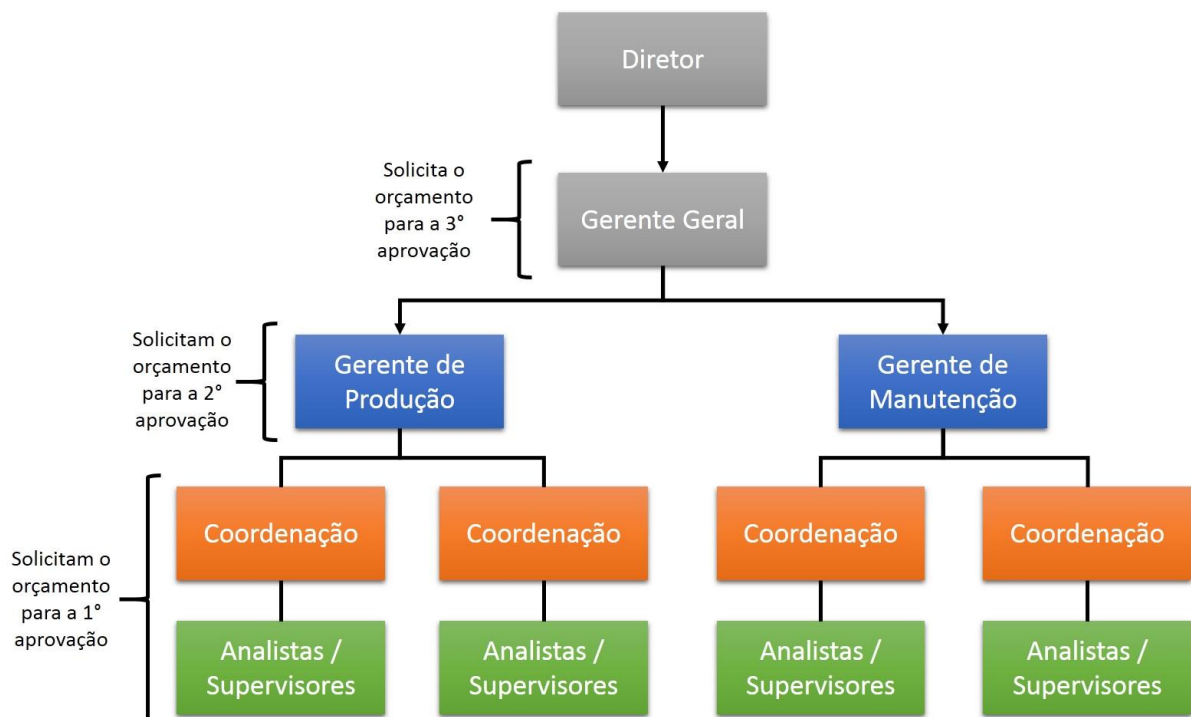 Diretor
Solicita o
orçamento
para a 3°
aprovação
Gerente Geral
Solicitam o
orçamento
para a 2°
aprovação
Gerente de
Produção
Gerente de
Manutenção
Solicitam o
orçamento
para a 1°
aprovação
Coordenação
Coordenação
Coordenação
Coordenação
Analistas /
Supervisores
Analistas /
Supervisores
Analistas /
Supervisores
Analistas /
Supervisores